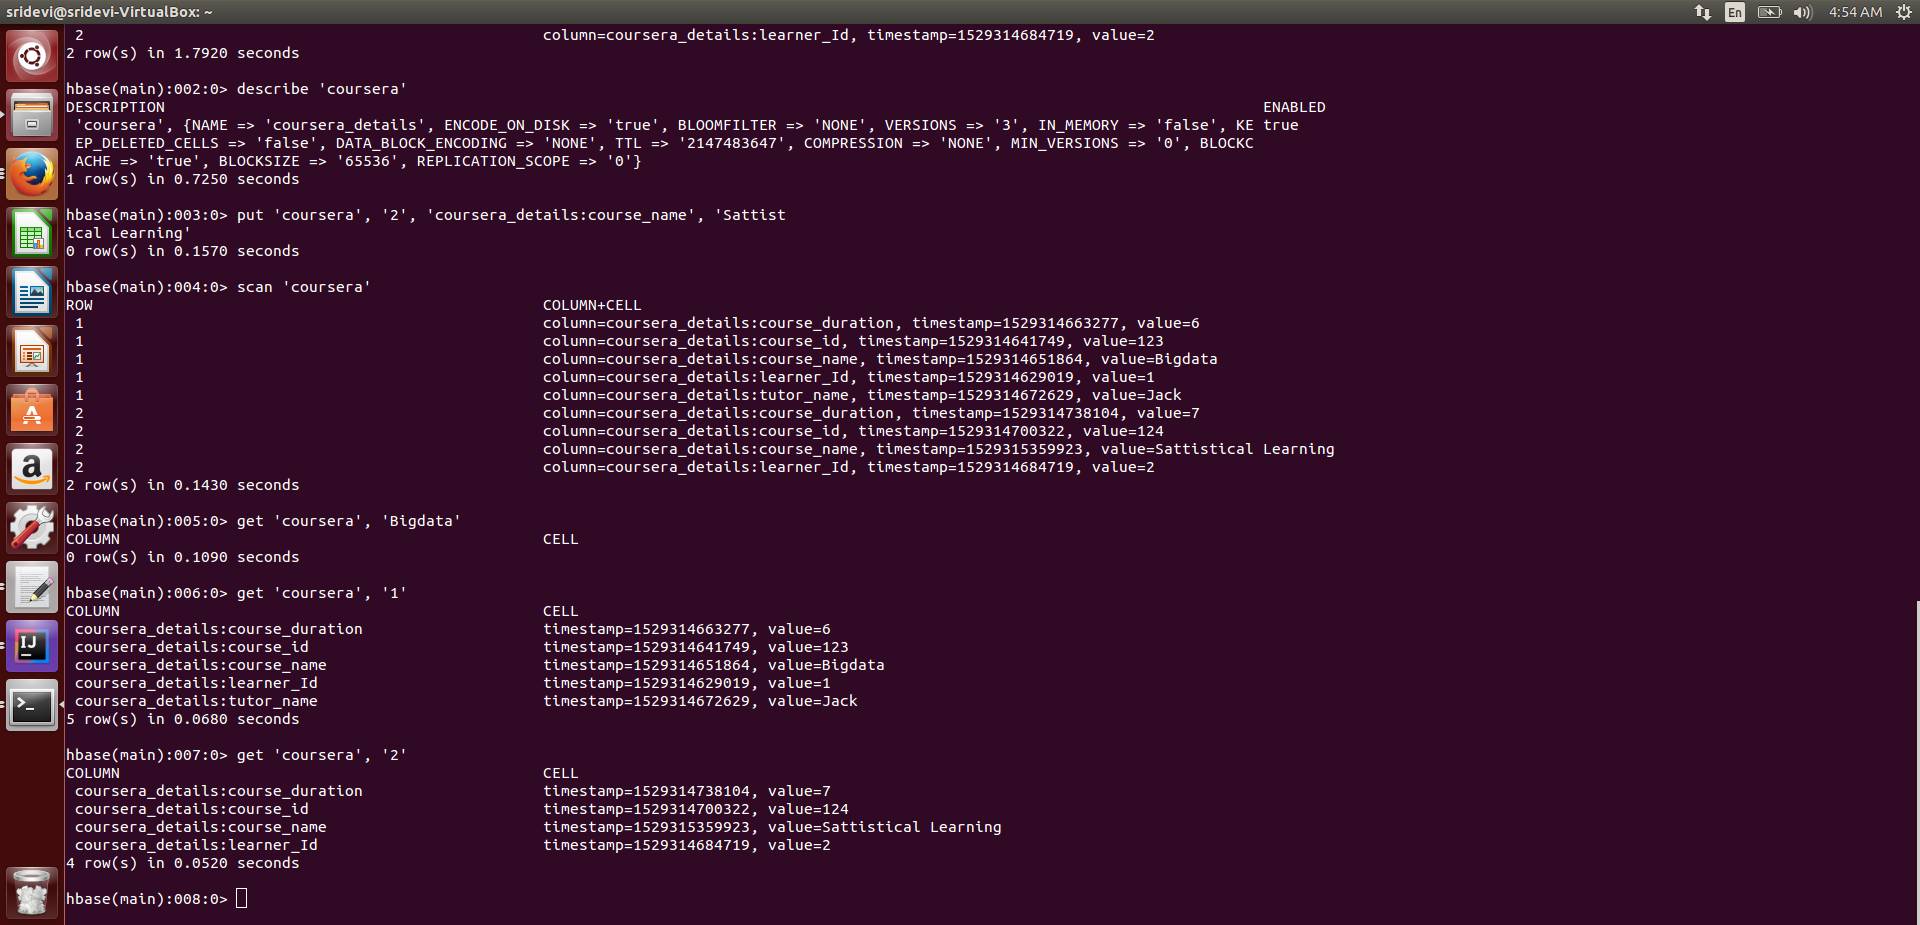 sridevi@sridevi-VirtualBox: ~
En
4:54 AM
 2                                                   column=coursera_details:learner_Id, timestamp=1529314684719, value=2
2 row(s) in 1.7920 seconds
hbase(main):002:0> describe 'coursera'
DESCRIPTION                                          ENABLED
 'coursera', {NAME => 'coursera_details', ENCODE_ON_DISK => 'true', BLOOMFILTER => 'NONE', VERSIONS => '3', IN_MEMORY => 'false', KE true
 EP_DELETED_CELLS => 'false', DATA_BLOCK_ENCODING => 'NONE', TTL => '2147483647', COMPRESSION => 'NONE', MIN_VERSIONS => '0', BLOCKC
 ACHE => 'true', BLOCKSIZE => '65536', REPLICATION_SCOPE => '0'}
1 row(s) in 0.7250 seconds
hbase(main):003:0> put 'coursera', '2', 'coursera_details:course_name', 'Sattist
ical Learning'
0 row(s) in 0.1570 seconds
hbase(main):004:0> scan 'coursera'
ROW                                                  COLUMN+CELL
 1                                                   column=coursera_details:course_duration, timestamp=1529314663277, value=6
 1                                                   column=coursera_details:course_id, timestamp=1529314641749, value=123
 1                                                   column=coursera_details:course_name, timestamp=1529314651864, value=Bigdata
 1                                                   column=coursera_details:learner_Id, timestamp=1529314629019, value=1
 1                                                   column=coursera_details:tutor_name, timestamp=1529314672629, value=Jack
 2                                                   column=coursera_details:course_duration, timestamp=1529314738104, value=7
 2                                                   column=coursera_details:course_id, timestamp=1529314700322, value=124
 2                                                   column=coursera_details:course_name, timestamp=1529315359923, value=Sattistical Learning
 2                                                   column=coursera_details:learner_Id, timestamp=1529314684719, value=2
2 row(s) in 0.1430 seconds
hbase(main):005:0> get 'coursera', 'Bigdata'
COLUMN                                               CELL
0 row(s) in 0.1090 seconds
hbase(main):006:0> get 'coursera', '1'
COLUMN                                               CELL
 coursera_details:course_duration                    timestamp=1529314663277, value=6
 coursera_details:course_id                          timestamp=1529314641749, value=123
 coursera_details:course_name                        timestamp=1529314651864, value=Bigdata
 coursera_details:learner_Id                         timestamp=1529314629019, value=1
 coursera_details:tutor_name                         timestamp=1529314672629, value=Jack
5 row(s) in 0.0680 seconds
hbase(main):007:0> get 'coursera', '2'
COLUMN                                               CELL
 coursera_details:course_duration                    timestamp=1529314738104, value=7
 coursera_details:course_id                          timestamp=1529314700322, value=124
 coursera_details:course_name                        timestamp=1529315359923, value=Sattistical Learning
 coursera_details:learner_Id                         timestamp=1529314684719, value=2
4 row(s) in 0.0520 seconds
hbase(main):008:0>
a
IJ
>_